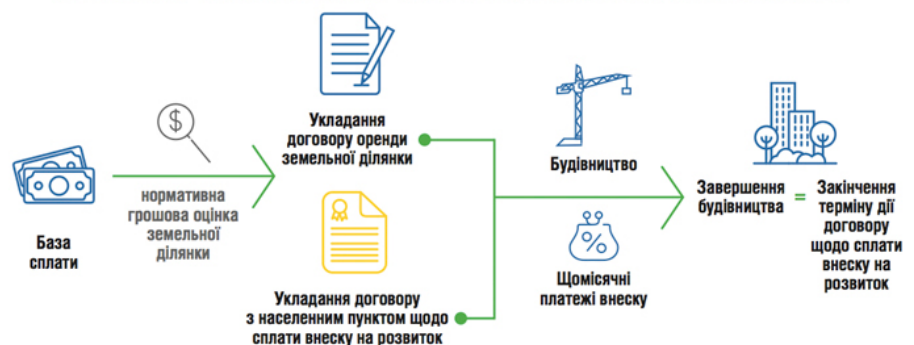 База
сплати
$
нормативна
грошова оцінка
земельної
ділянки
Укладання
договору оренди
земельної ділянки
Укладання договору
з населенним пунктом щодо
сплати внеску на розвиток
Будівництво
%
Щомісячні
платежі внеску
Завершення
будівництва
=
Закінчення
терміну дії
договору
щодо сплати
внеску на
розвиток